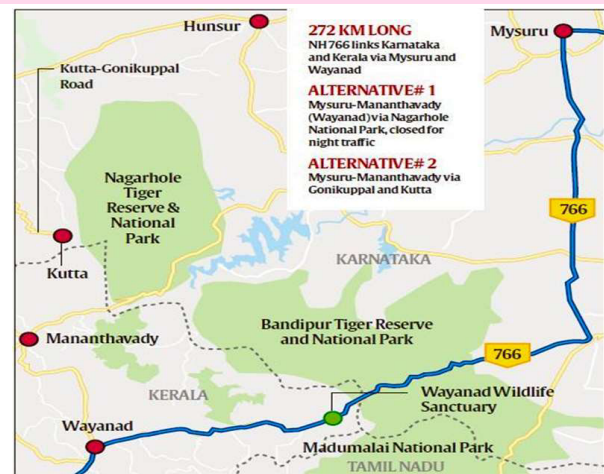 Hunsur
Mysuru
272 KM LONG
NH 766 links Karnataka
and Kerala via Mysuru and
Wayanad
ALTERNATIVE# 1
Mysuru-Mananthavady
(Wayanad) via Nagarhole
National Park, closed for
night traffic
ALTERNATIVE# 2
Mysuru-Mananthavady via
Gonikuppal and Kutta
Kutta-Gonikuppal
Road
Nagarhole
Tiger
Reserve &
National
Park
766
Kutta
KARNATAKA
Mananthavady
Bandipur Tiger Reserve
and National Park
766
KERALA
Wayanad Wildlife
Sanctuary
Wayanad
Madumalai National Park
TAMIL NADU